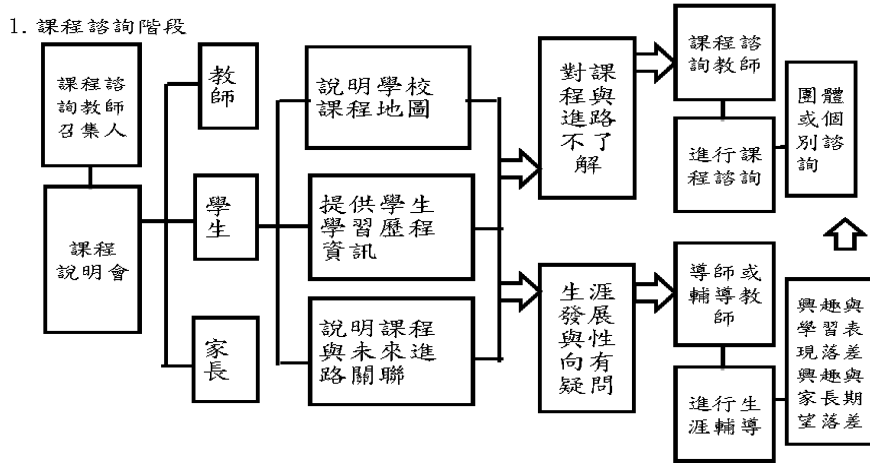 1. 課程諮詢階段
課程諮
詢教師
召集人
課程
說明會
教
師
學
生
家
長
說明學校
課程地圖
提供學生
學習歷程
資訊
說明課程
與未來進
路關聯
對課
程與
進路
不了
解
生涯
發展
與性
向有
疑問
課程諮
詢教師
進行課
程諮詢
團體
或個
別諮
詢
導師或
輔導教
師
進行生
涯輔導
興趣與
學習表
現落差
興趣與
家長期
望落差